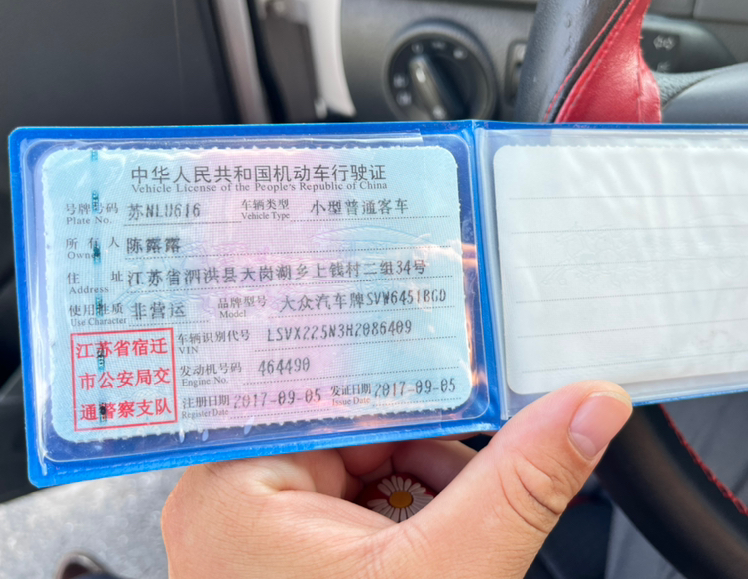 中华人民共和国机动车行驶证
Vehicle License of the People's Republic of China
号牌号码 苏NLU616 车辆类型 小型普通客车
Plate No. Vehicle Type
所有人 陈露露
Owner
住址 江苏省泗洪县天岗湖乡上钱村二组34号
Address
使用性质 非营运 品牌型号 大众汽车牌SVW6451BGD
Use Character Model
车辆识别代号 LSVX225N3H2086409
VIN
发动机号码 464490
Engine No.
注册日期 2017-09-05 发证日期 2017-09-05
Register Date Issue Date
江苏省宿迁
市公安局交
通警察支队